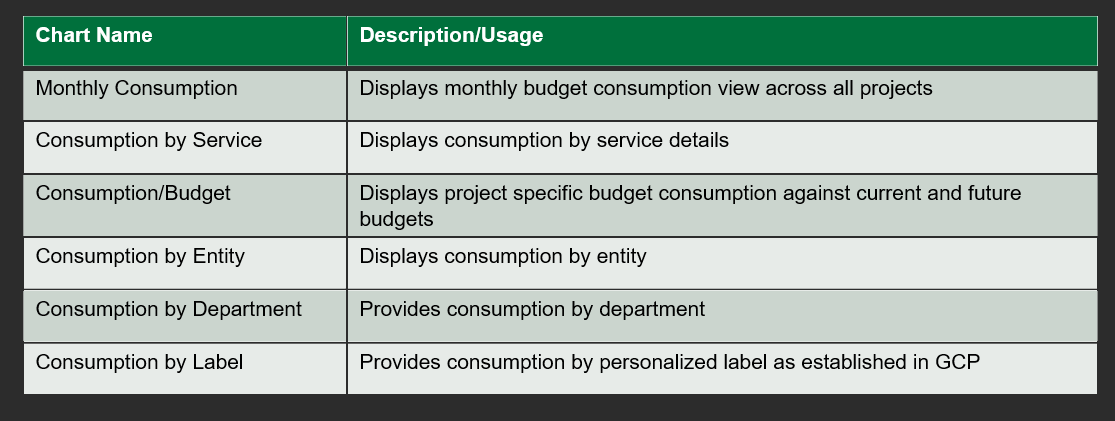 Chart Name
Description/Usage
Monthly Consumption
Displays monthly budget consumption view across all projects
Consumption by Service
Displays consumption by service details
Consumption/Budget
Displays project specific budget consumption against current and future
budgets
Consumption by Entity
Displays consumption by entity
Consumption by Department
Provides consumption by department
Consumption by Label
Provides consumption by personalized label as established in GCP